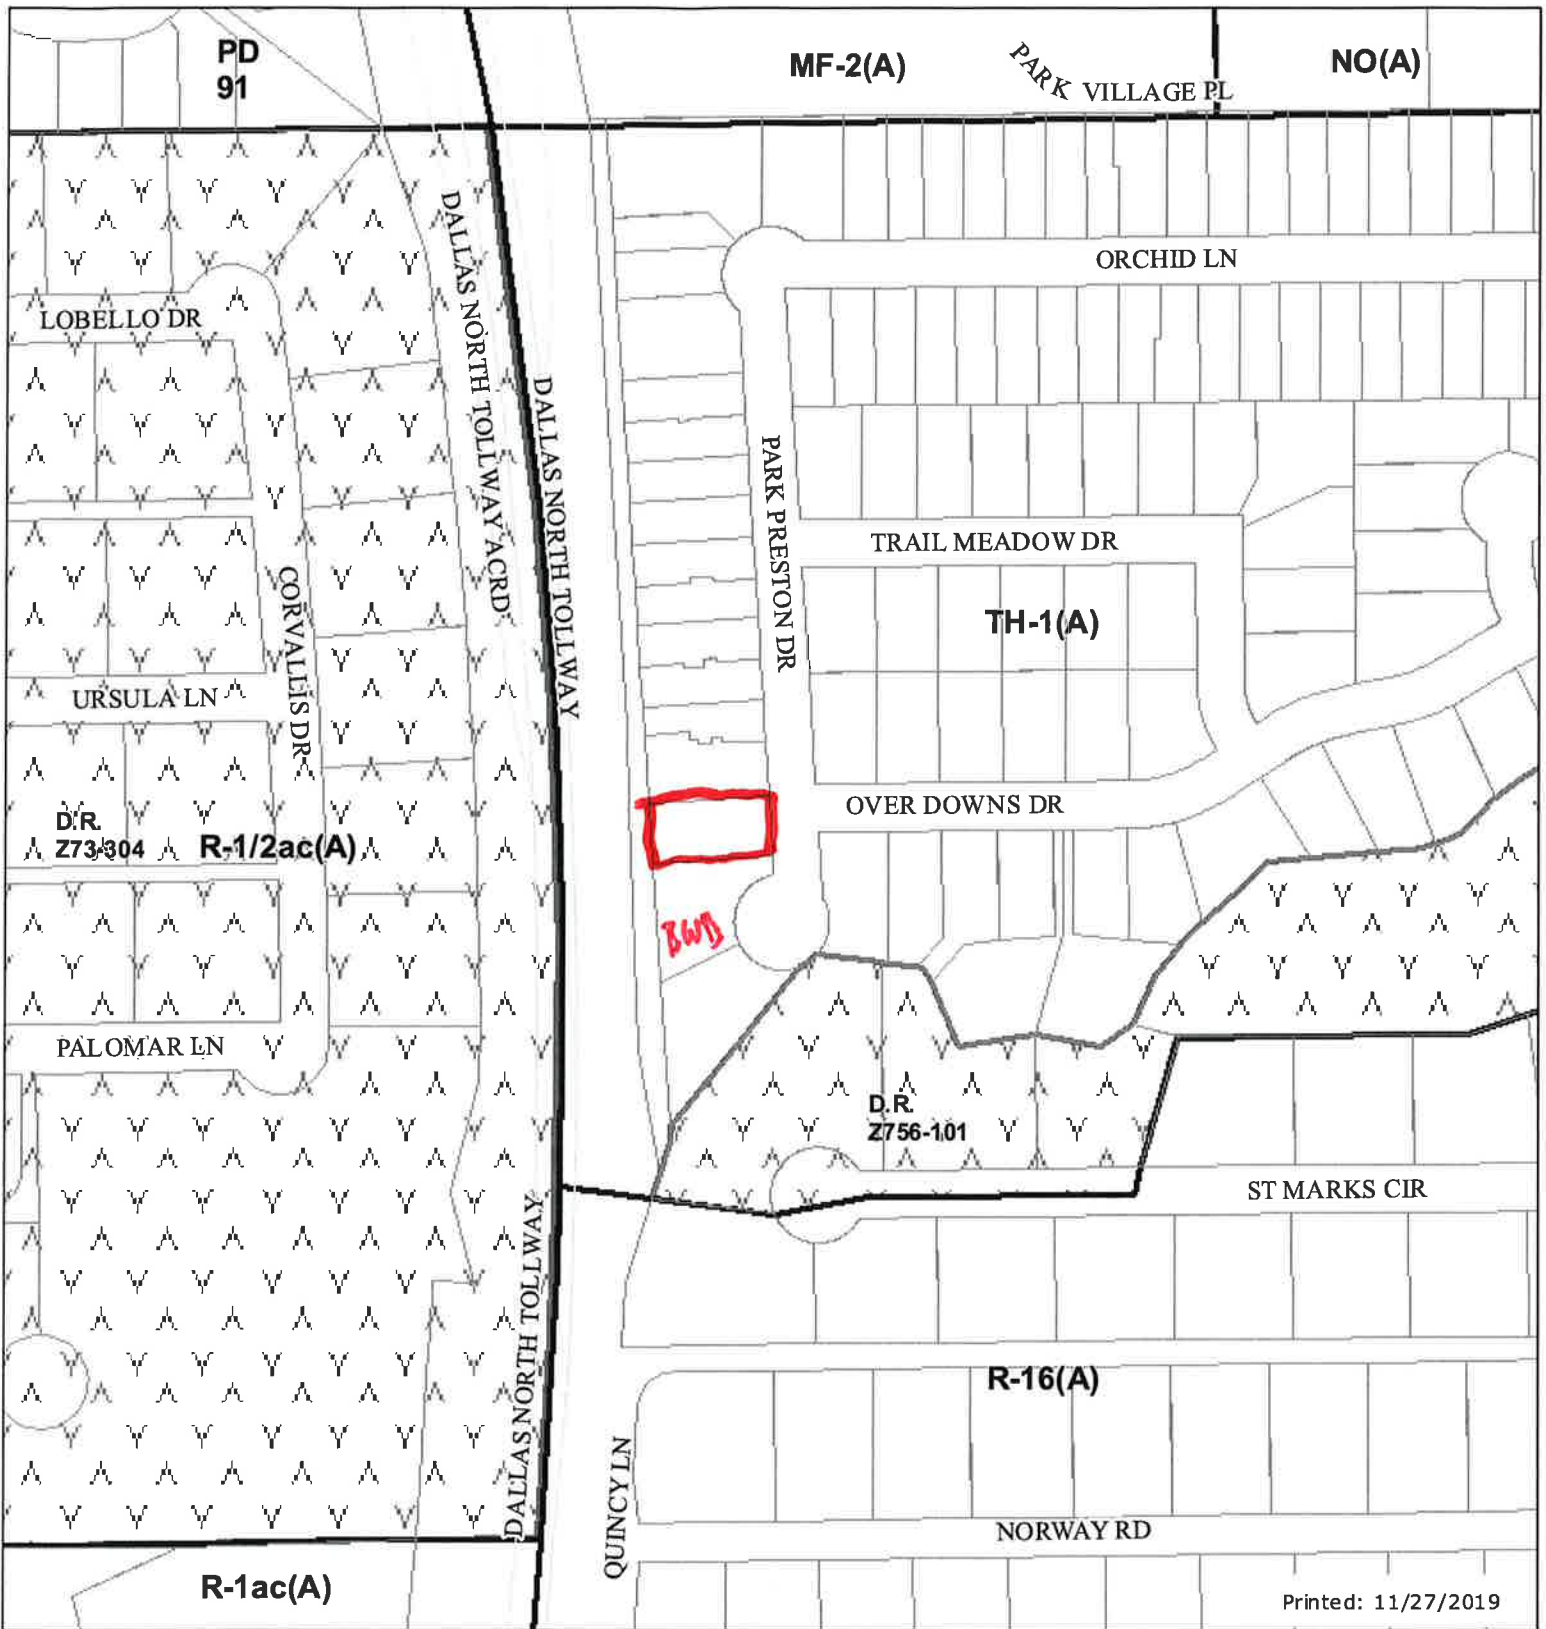 PD
91
MF-2(A)
PARK VILLAGE PL
NO(A)
ORCHID LN
LOBELLO DR
DALLAS NORTH TOLLWAY ACRD
DALLAS NORTH TOLLWAY
PARK PRESTON DR
TRAIL MEADOW DR
TH-1(A)
CORVALLIS DR
URSULA LN
OVER DOWNS DR
D.R.
Z73-304
R-1/2ac(A)
BWB
PALOMAR LN
D.R.
Z756-101
ST MARKS CIR
DALLAS NORTH TOLLWAY
R-16(A)
QUINCY LN
NORWAY RD
R-1ac(A)
Printed: 11/27/2019